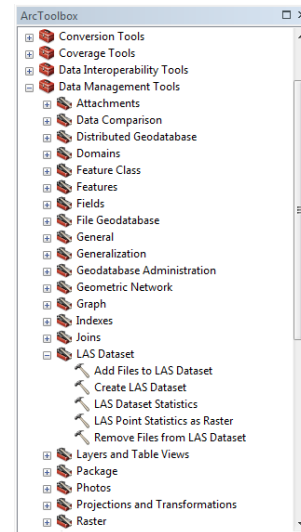 ArcToolbox
Conversion Tools
Coverage Tools
Data Interoperability Tools
Data Management Tools
Attachments
Data Comparison
Distributed Geodatabase
Domains
Feature Class
Features
Fields
File Geodatabase
General
Generalization
Geodatabase Administration
Geometric Network
Graph
Indexes
Joins
LAS Dataset
Add Files to LAS Dataset
Create LAS Dataset
LAS Dataset Statistics
LAS Point Statistics as Raster
Remove Files from LAS Dataset
Layers and Table Views
Package
Photos
Projections and Transformations
Raster